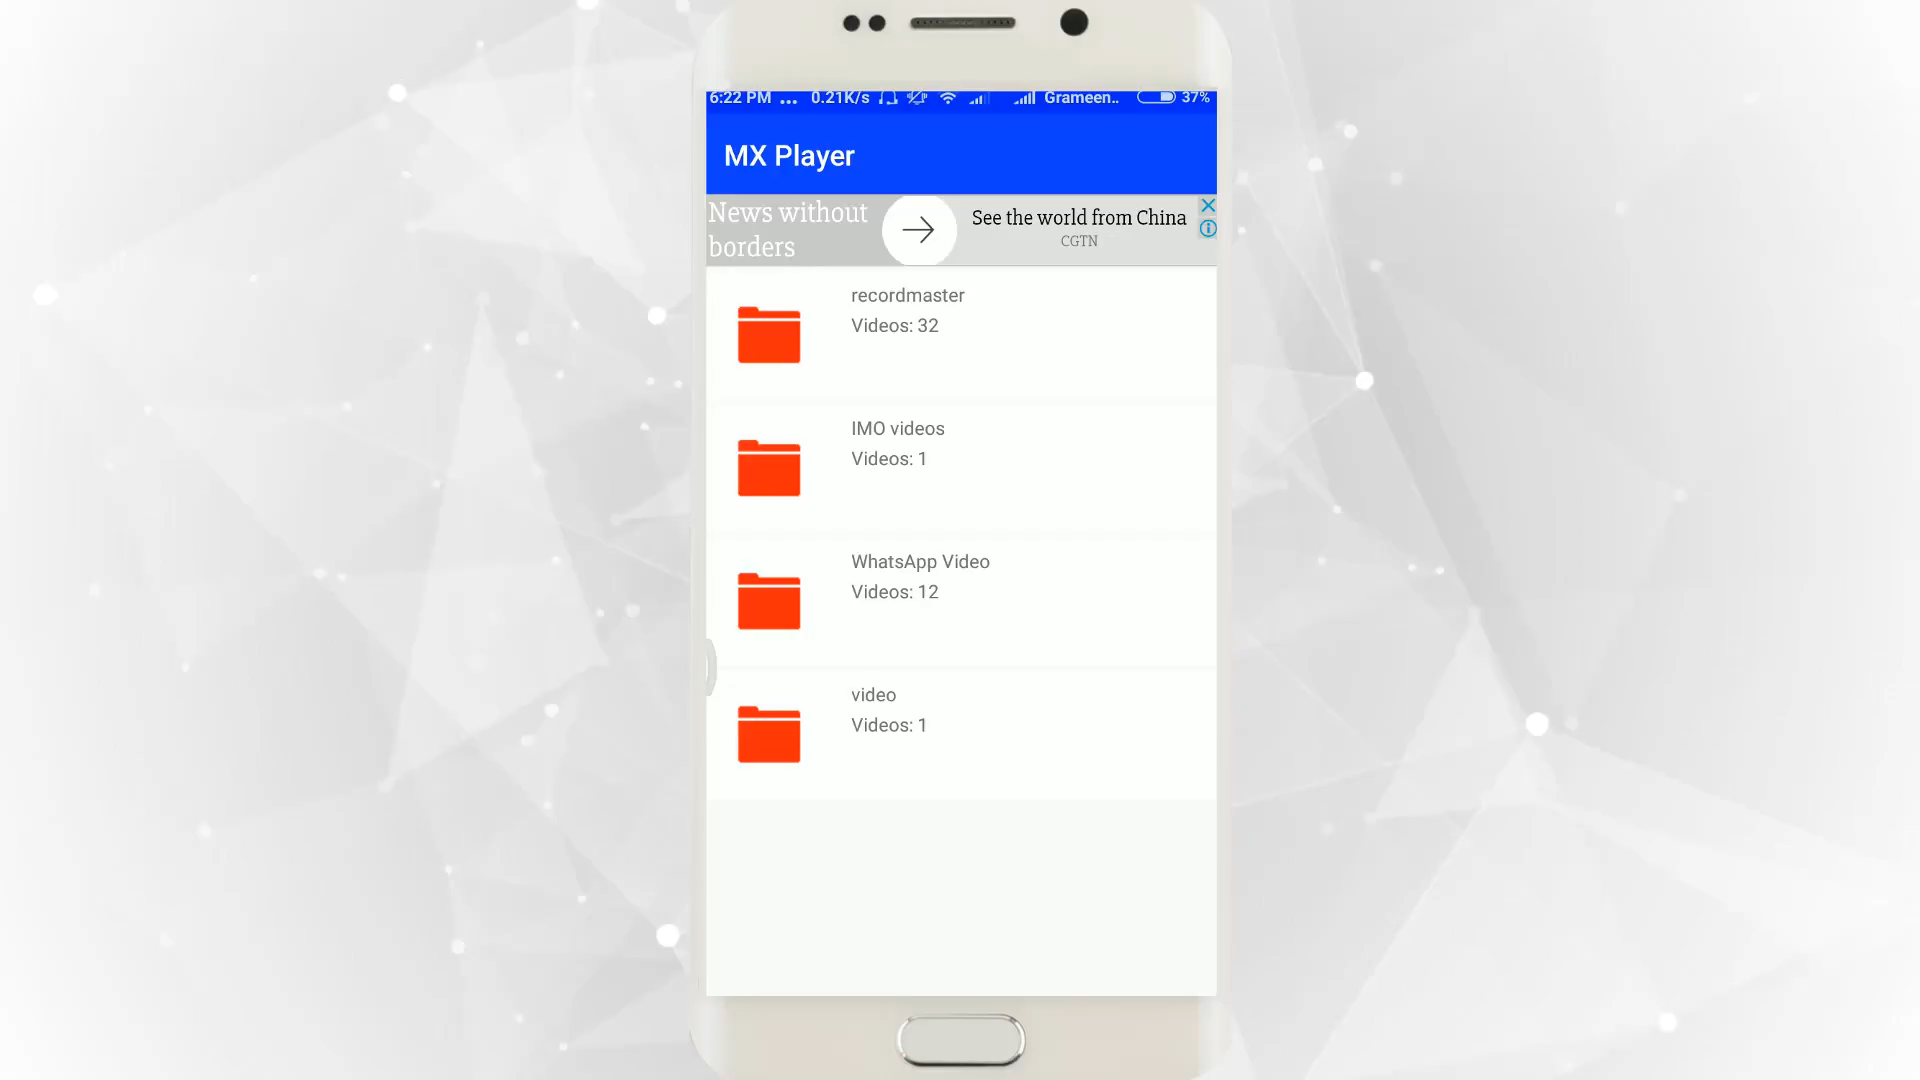 6:22 PM ... 0.21K/s Grameen.. 37%
MX Player
News without
borders
See the world from China
CGTN
recordmaster
Videos: 32
IMO videos
Videos: 1
WhatsApp Video
Videos: 12
video
Videos: 1